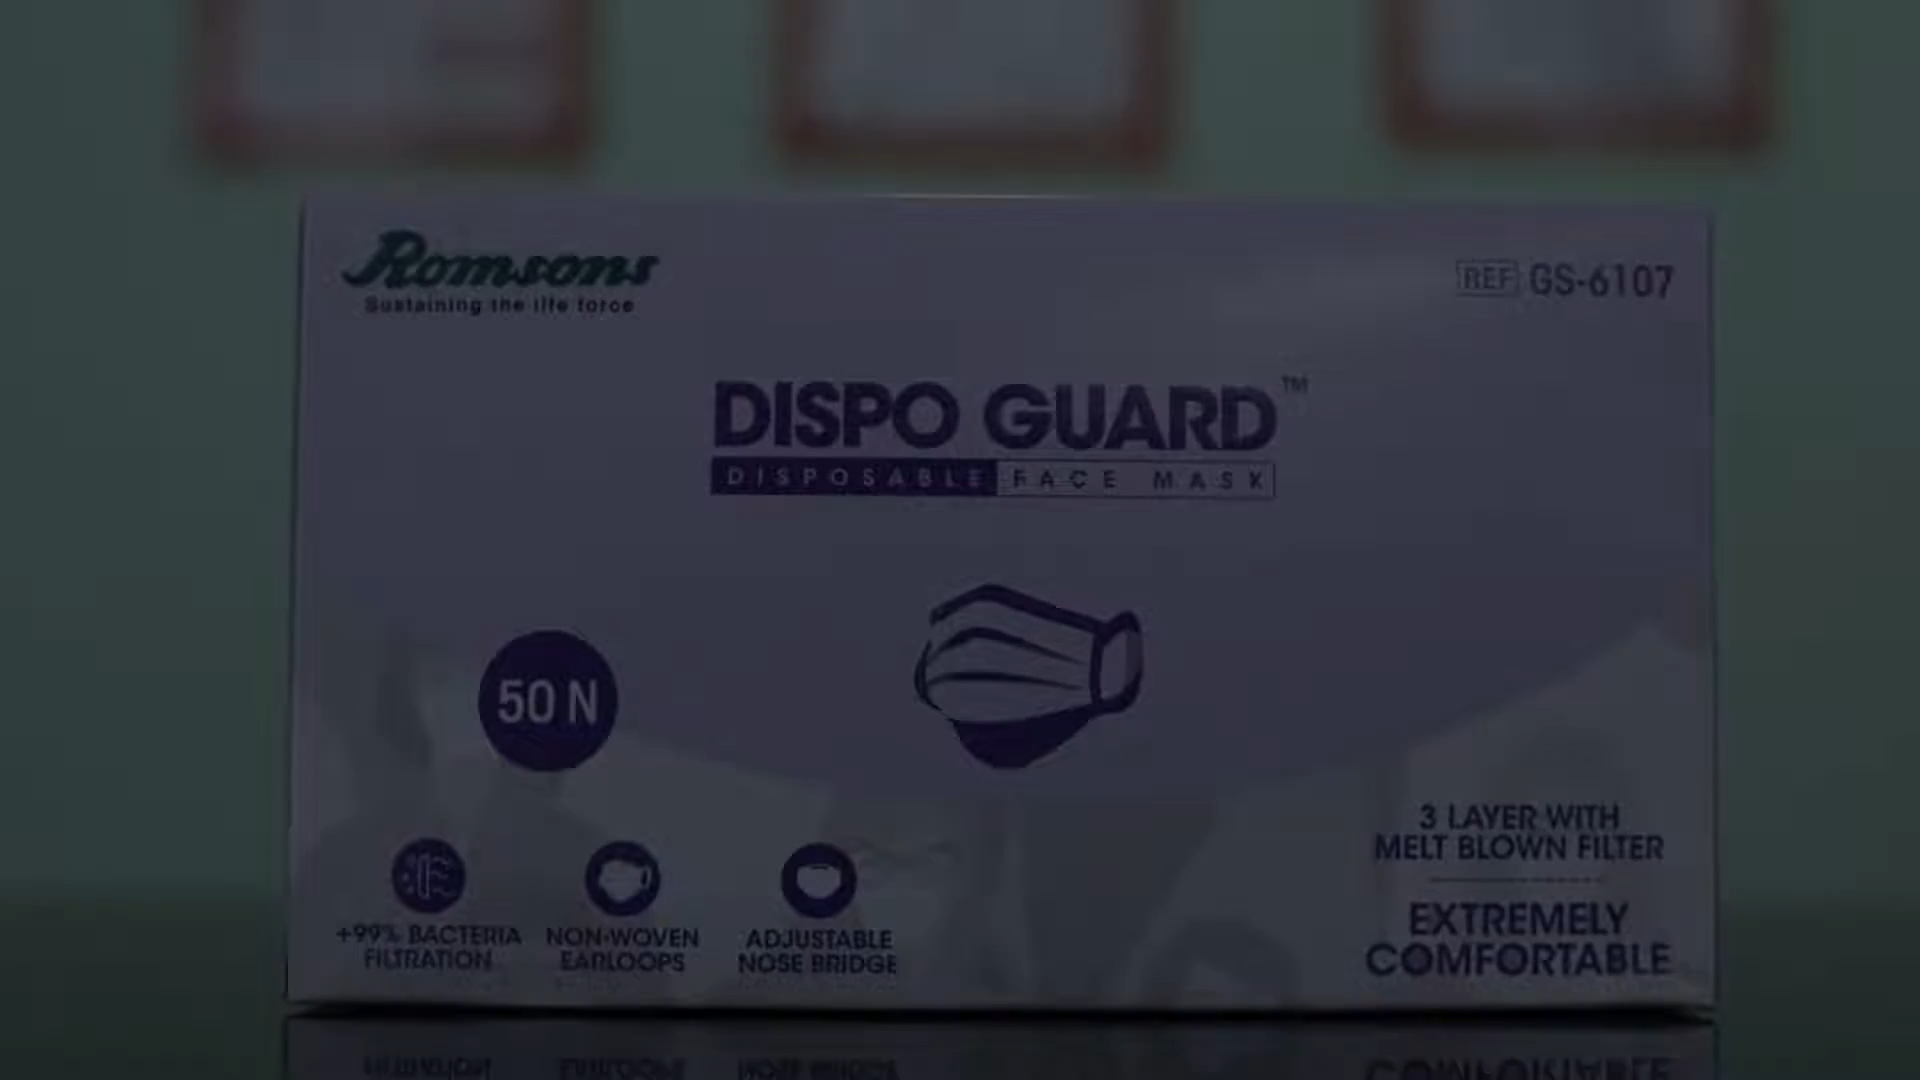 Romsons
Sustaining the life force
REF GS-6107
DISPO GUARD™
DISPOSABLE FACE MASK
50 N
+99% BACTERIA
FILTRATION
NON-WOVEN
EARLOOPS
ADJUSTABLE
NOSE BRIDGE
3 LAYER WITH
MELT BLOWN FILTER
EXTREMELY
COMFORTABLE